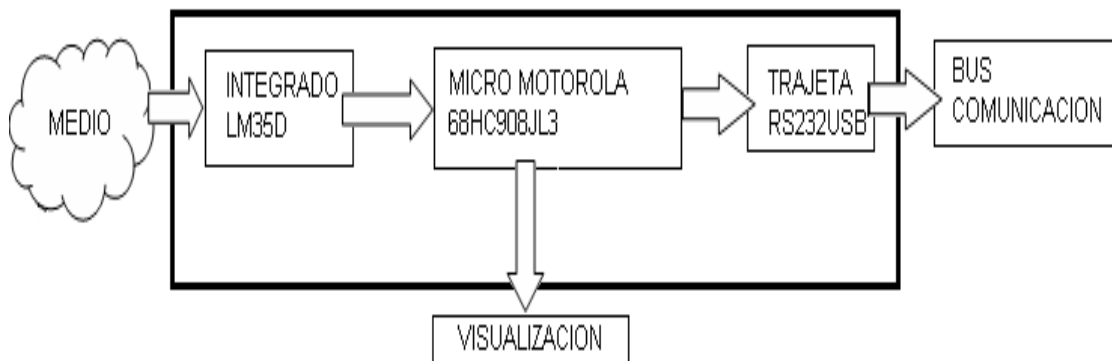 MEDIO
INTEGRADO
LM35D
MICRO MOTOROLA
68HC908JL3
TRAJETA
RS232USB
BUS
COMUNICACION
VISUALIZACION